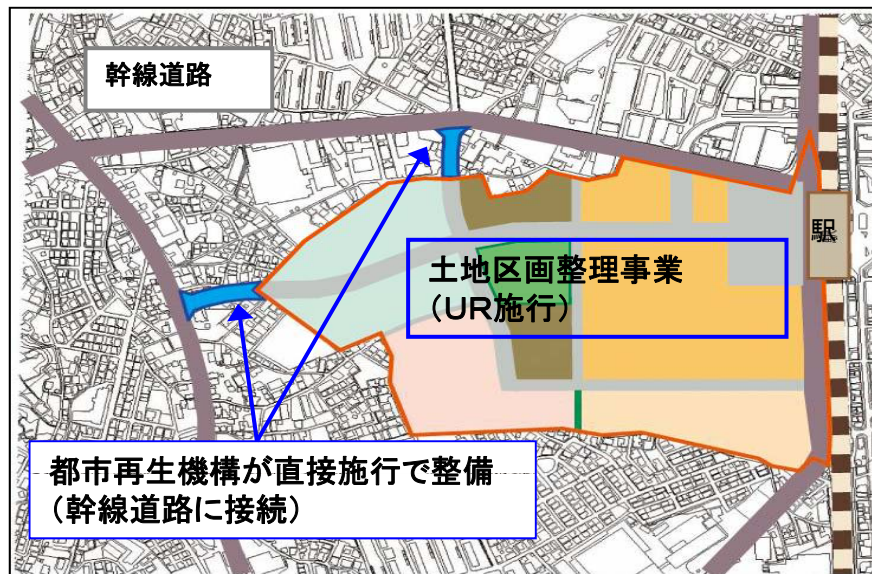 幹線道路
駅
土地区画整理事業
（UR施行）
都市再生機構が直接施行で整備
（幹線道路に接続）